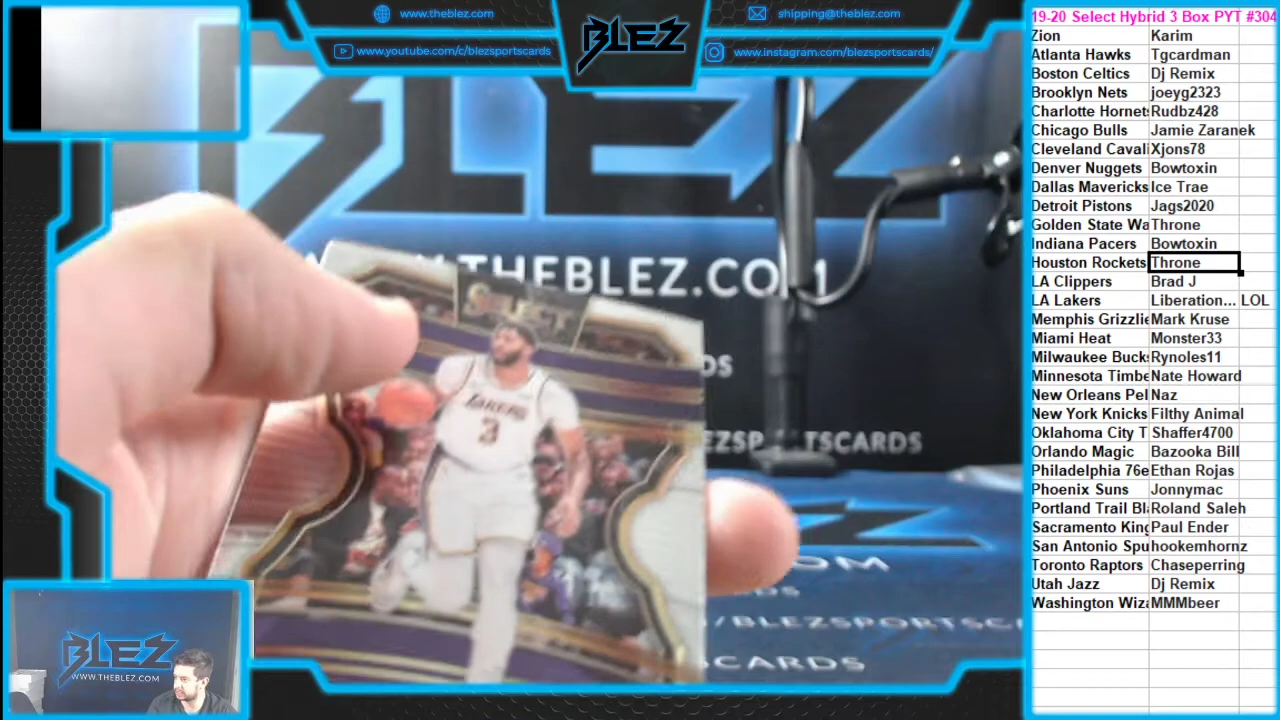 www.theblez.com
www.youtube.com/c/blezsportscards
BLEZ
shipping@theblez.com
www.instagram.com/blezsportscards/
BLEZ
WWW.THEBLEZ.COM
SELECT
LAKERS
3
BLEZ
WWW.THEBLEZ.COM
19-20 Select Hybrid 3 Box PYT #304
Zion Karim
Atlanta Hawks Tgcardman
Boston Celtics Dj Remix
Brooklyn Nets joeyg2323
Charlotte Hornets Rudbz428
Chicago Bulls Jamie Zaranek
Cleveland Caval Xjons78
Denver Nuggets Bowtoxin
Dallas Mavericks Ice Trae
Detroit Pistons Jags2020
Golden State Wa Throne
Indiana Pacers Bowtoxin
Houston Rockets Throne
LA Clippers Brad J
LA Lakers Liberation... LOL
Memphis Grizzlie Mark Kruse
Miami Heat Monster33
Milwaukee Bucks Rynoles11
Minnesota Timbe Nate Howard
New Orleans Pel Naz
New York Knicks Filthy Animal
Oklahoma City T Shaffer4700
Orlando Magic Bazooka Bill
Philadelphia 76e Ethan Rojas
Phoenix Suns Jonnymac
Portland Trail Bl Roland Saleh
Sacramento King Paul Ender
San Antonio Spu hookemhornz
Toronto Raptors Chaseperring
Utah Jazz Dj Remix
Washington Wiza MMMbeer